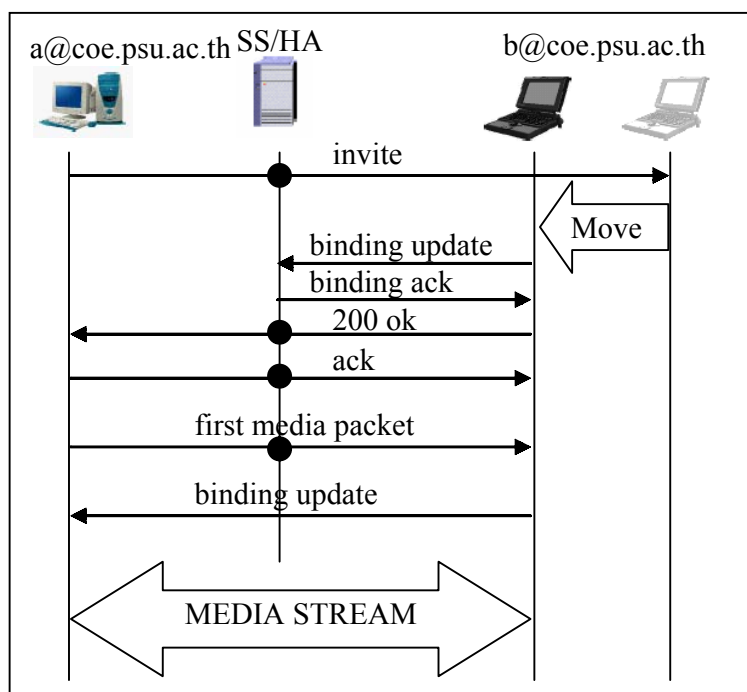 a@coe.psu.ac.th SS/HA b@coe.psu.ac.th
invite
Move
binding update
binding ack
200 ok
ack
first media packet
binding update
MEDIA STREAM